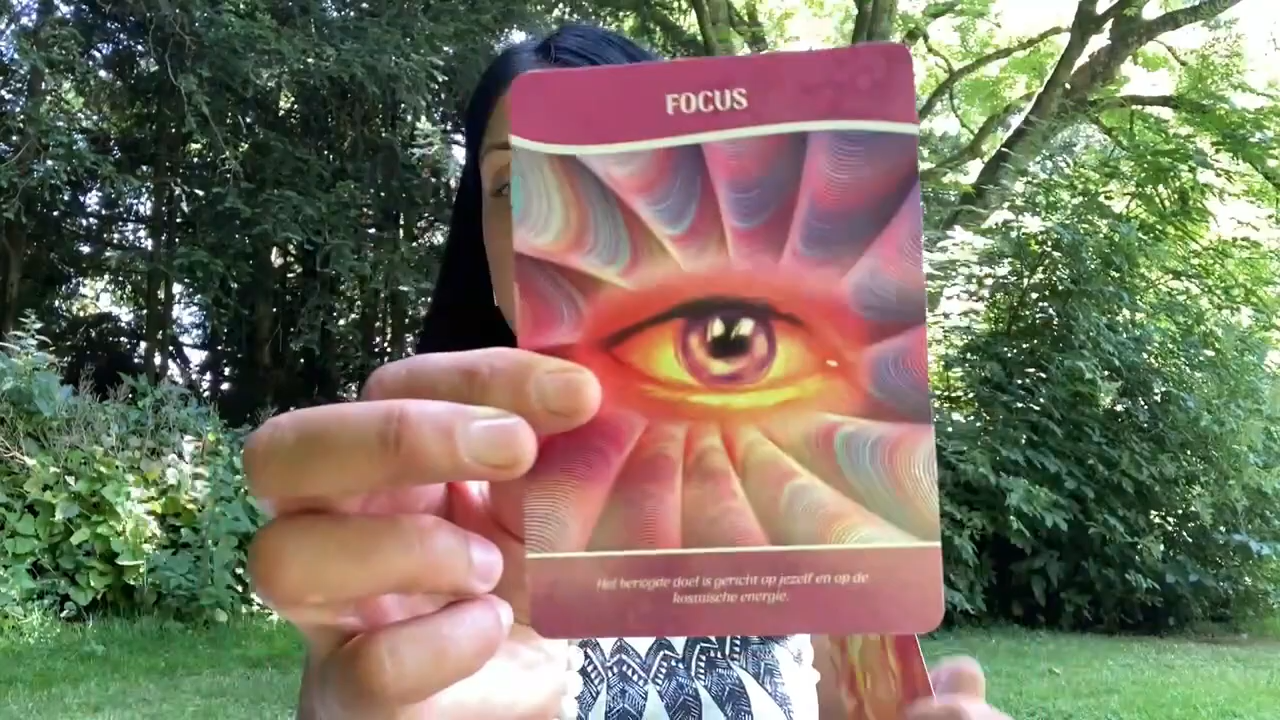 FOCUS
Het beoogde doel is gericht op jezelf en op de
kosmische energie.